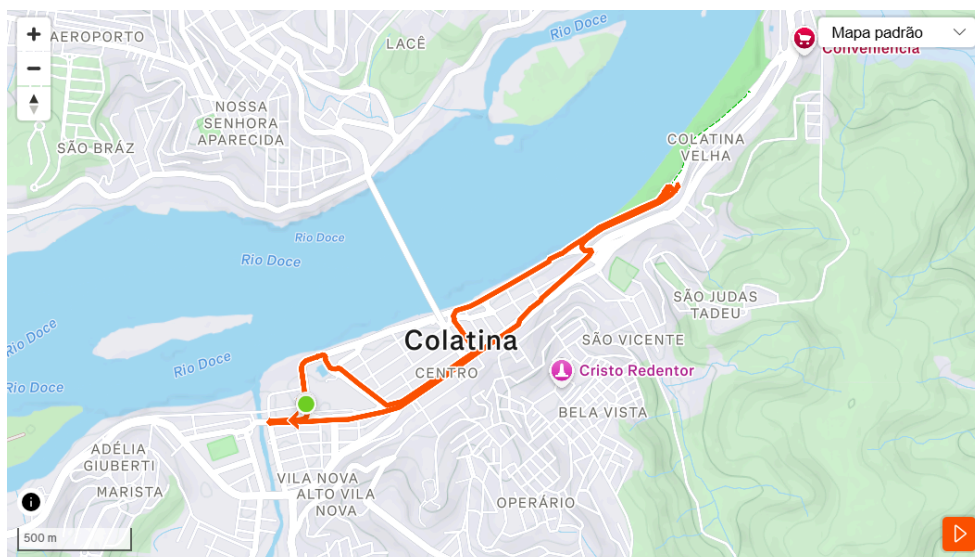 Rio Doce
Mapa padrão
AEROPORTO
LACÊ
Conveniência
NOSSA
SENHORA
APARECIDA
SÃO BRÁZ
COLATINA
VELHA
Rio Doce
Rio Doce
SÃO JUDAS
TADEU
Rio Doce
Colatina
SÃO VICENTE
Rio Doce
CENTRO
Cristo Redentor
Rio Doce
BELA VISTA
ADÉLIA
GIUBERTI
MARISTA
VILA NOVA
ALTO VILA
NOVA
OPERÁRIO
500 m